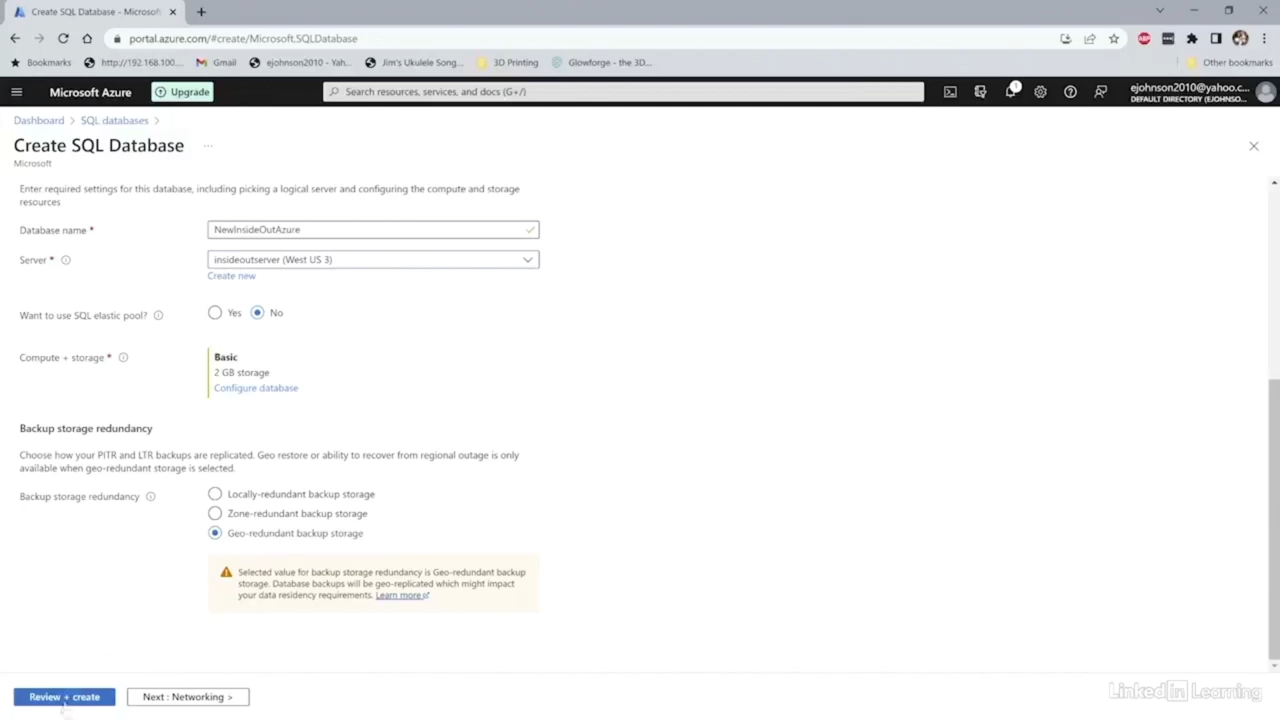 Create SQL Database - Microsoft
portal.azure.com/#create/Microsoft.SQLDatabase
ABP
Bookmarks
http://192.168.100....
Gmail
ejohnson2010 - Yah...
Jim's Ukulele Song...
3D Printing
Glowforge - the 3D...
Other bookmarks
Microsoft Azure
Upgrade
Search resources, services, and docs (G+/)
1
ejohnson2010@yahoo.c...
DEFAULT DIRECTORY (EJOHNSO...
Dashboard > SQL databases >
Create SQL Database ...
Microsoft
Enter required settings for this database, including picking a logical server and configuring the compute and storage
resources
Database name *
NewInsideOutAzure
Server *
insideoutserver (West US 3)
Create new
Want to use SQL elastic pool?
Yes
No
Compute + storage *
Basic
2 GB storage
Configure database
Backup storage redundancy
Choose how your PITR and LTR backups are replicated. Geo restore or ability to recover from regional outage is only
available when geo-redundant storage is selected.
Backup storage redundancy
Locally-redundant backup storage
Zone-redundant backup storage
Geo-redundant backup storage
Selected value for backup storage redundancy is Geo-redundant backup
storage. Database backups will be geo-replicated which might impact
your data residency requirements. Learn more
Review + create
Next : Networking >
LinkedIn Learning